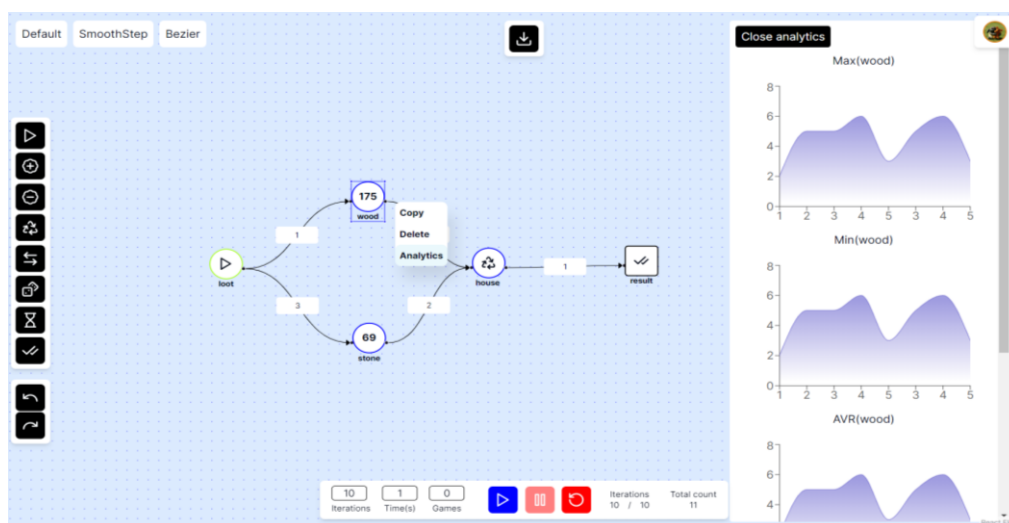 Default SmoothStep Bezier
Close analytics
Max(wood)
8
6
4
2
0
1 2 3 4 5 3 4 5
Min(wood)
8
6
4
2
0
1 2 3 4 5 3 4 5
AVR(wood)
8
6
4
175
wood
Copy
Delete
Analytics
1
loot
house
1
result
3
2
69
stone
10 1 0
Iterations Time(s) Games
Iterations
10 / 10
Total count
11